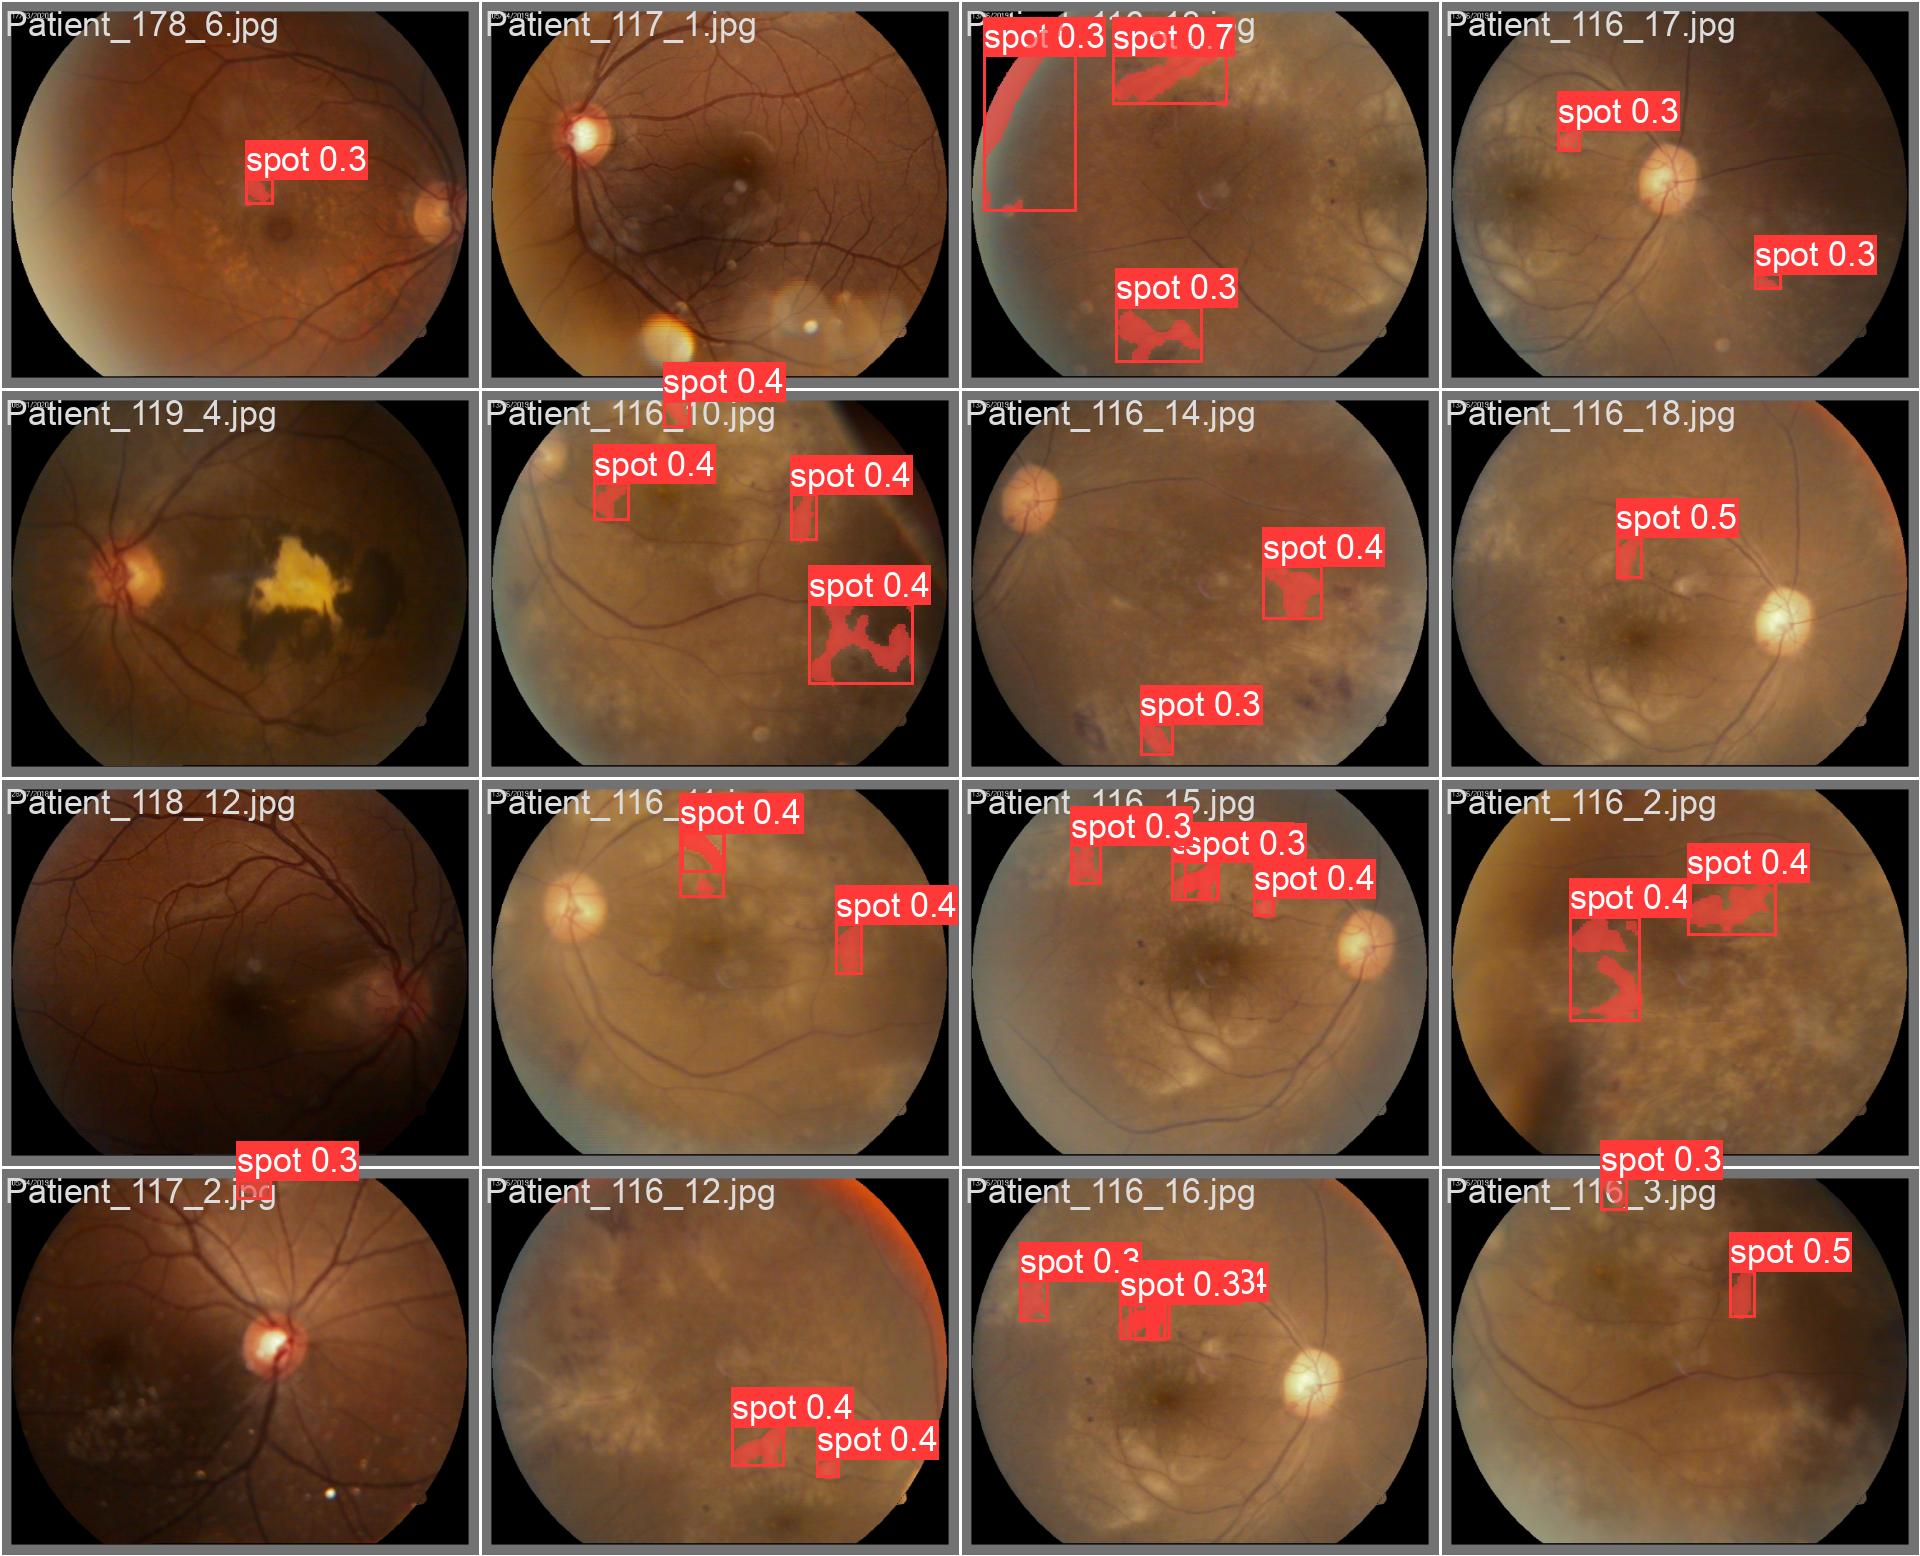 Patient_178_6.jpg
spot 0.3
Patient_117_1.jpg
spot 0.3
spot 0.7
spot 0.3
Patient_116_17.jpg
spot 0.3
spot 0.3
Patient_119_4.jpg
spot 0.4
Patient_116_10.jpg
spot 0.4
spot 0.4
spot 0.4
Patient_116_14.jpg
spot 0.4
spot 0.3
Patient_116_18.jpg
spot 0.5
Patient_118_12.jpg
Patient_116_
spot 0.4
spot 0.4
Patient_116_15.jpg
spot 0.3
spot 0.3
spot 0.4
Patient_116_2.jpg
spot 0.4
spot 0.4
spot 0.3
Patient_117_2.jpg
Patient_116_12.jpg
spot 0.4
spot 0.4
Patient_116_16.jpg
spot 0.3
spot 0.3
spot 0.3
Patient_116_3.jpg
spot 0.5